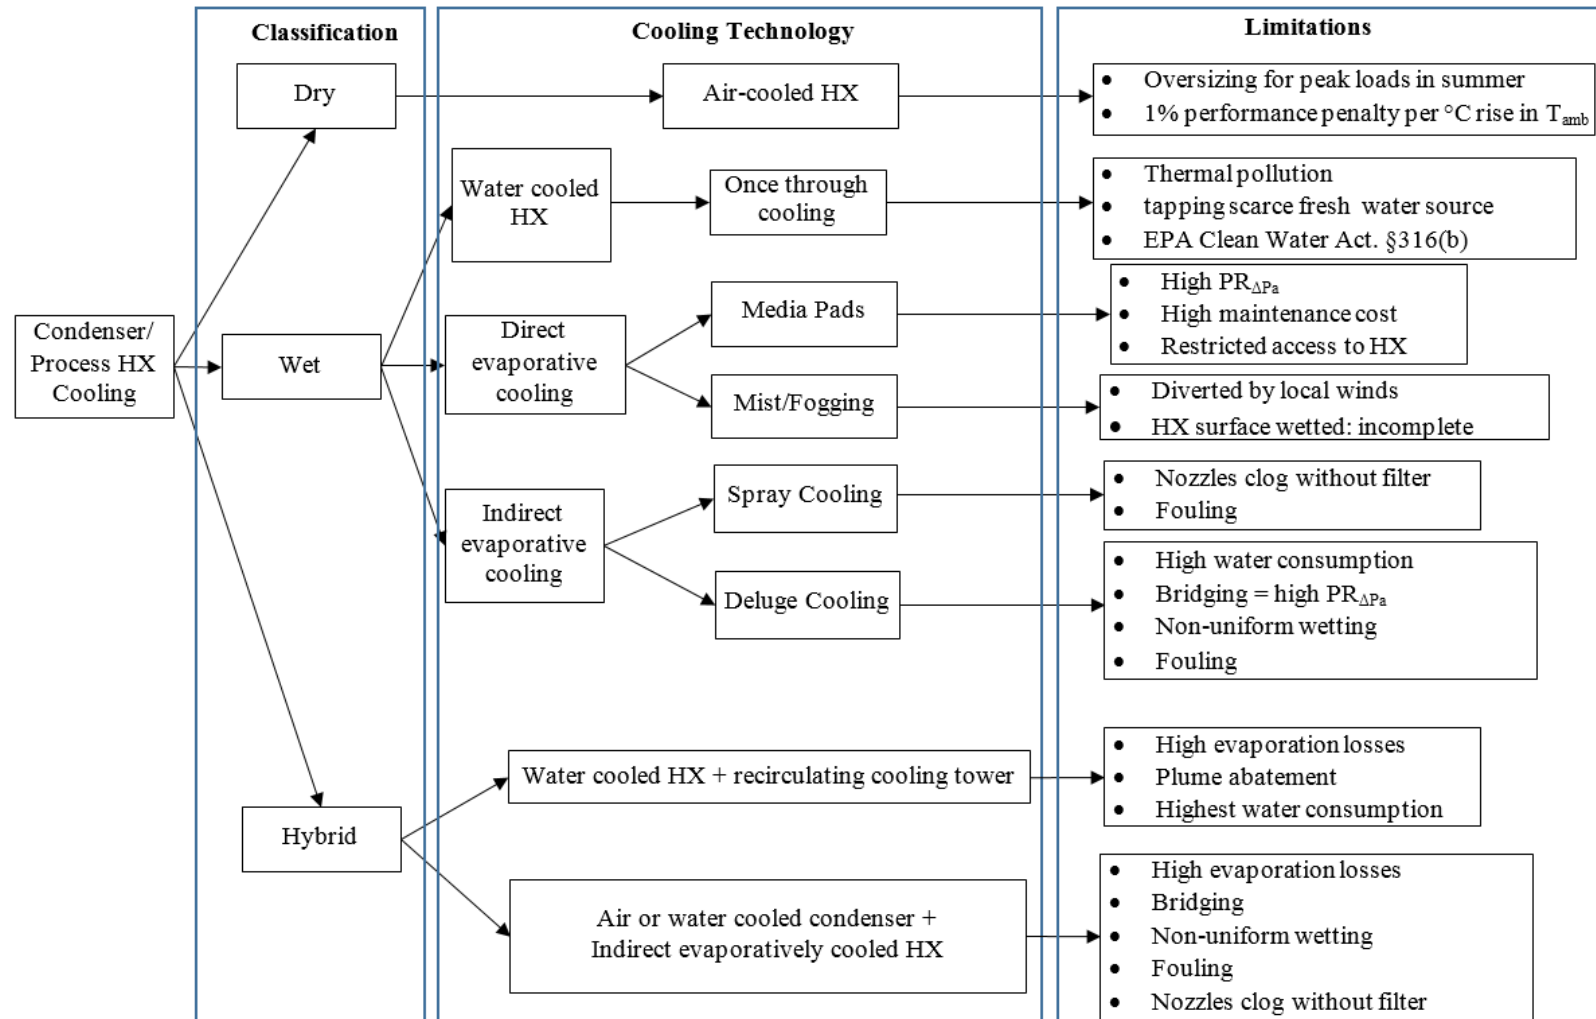 Classification
Cooling Technology
Limitations
Dry
Air-cooled HX
• Oversizing for peak loads in summer
• 1% performance penalty per °C rise in Tamb
Water cooled
HX
Once through
cooling
• Thermal pollution
• tapping scarce fresh water source
• EPA Clean Water Act. §316(b)
Condenser/
Process HX
Cooling
Wet
Direct
evaporative
cooling
Media Pads
• High PRΔPa
• High maintenance cost
• Restricted access to HX
Mist/Fogging
• Diverted by local winds
• HX surface wetted: incomplete
Indirect
evaporative
cooling
Spray Cooling
• Nozzles clog without filter
• Fouling
Deluge Cooling
• High water consumption
• Bridging = high PRΔPa
• Non-uniform wetting
• Fouling
Hybrid
Water cooled HX + recirculating cooling tower
• High evaporation losses
• Plume abatement
• Highest water consumption
Air or water cooled condenser +
Indirect evaporatively cooled HX
• High evaporation losses
• Bridging
• Non-uniform wetting
• Fouling
• Nozzles clog without filter